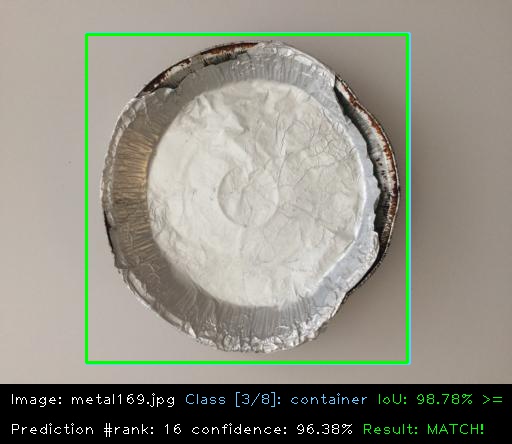 Image: metal169.jpg Class [3/8]: container IoU: 98.78% >=
Prediction #rank: 16 confidence: 96.38% Result: MATCH!